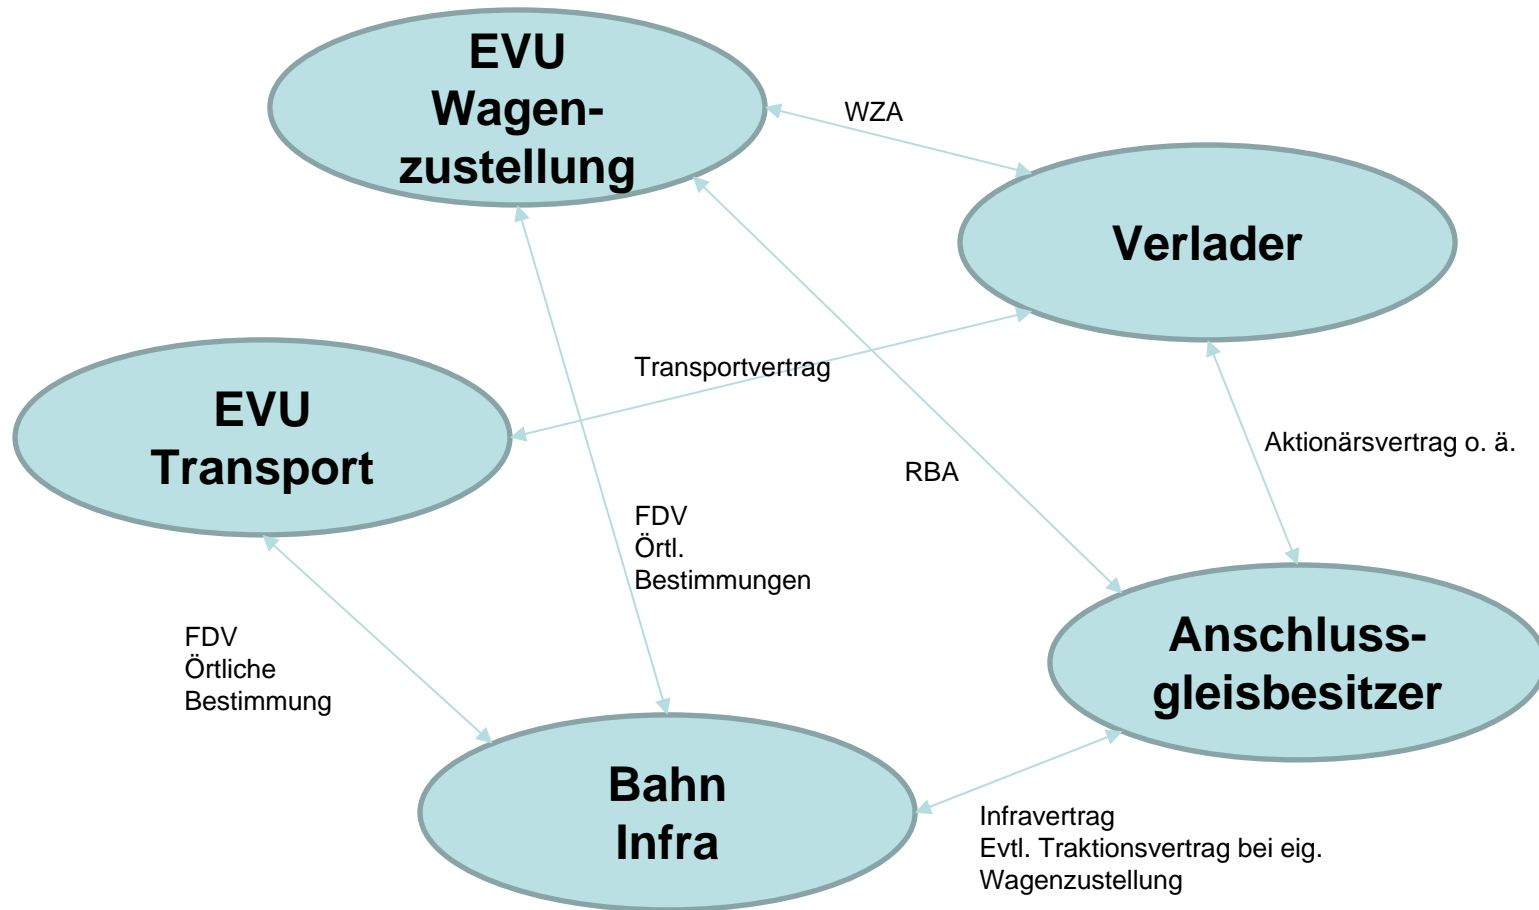 EVU
Wagen-
zustellung
WZA
Verlader
Transportvertrag
EVU
Transport
Aktionärsvertrag o. ä.
RBA
FDV
Örtl.
Bestimmungen
FDV
Örtliche
Bestimmung
Anschluss-
gleisbesitzer
Bahn
Infra
Infravertrag
Evtl. Traktionsvertrag bei eig.
Wagenzustellung